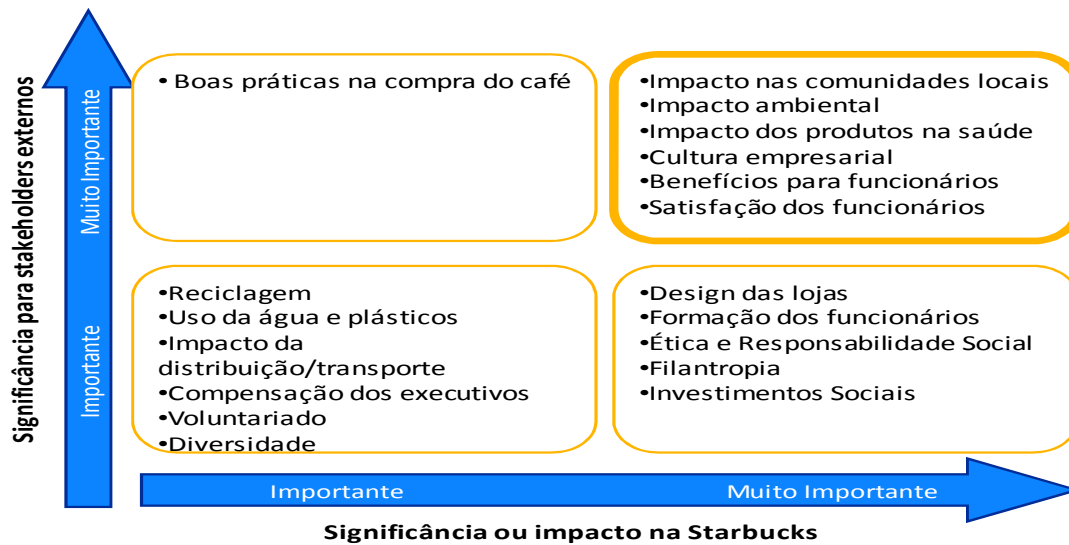 Significância para stakeholders externos
Muito Importante
Importante
• Boas práticas na compra do café
•Impacto nas comunidades locais
•Impacto ambiental
•Impacto dos produtos na saúde
•Cultura empresarial
•Benefícios para funcionários
•Satisfação dos funcionários
•Reciclagem
•Uso da água e plásticos
•Impacto da
distribuição/transporte
•Compensação dos executivos
•Voluntariado
•Diversidade
•Design das lojas
•Formação dos funcionários
•Ética e Responsabilidade Social
•Filantropia
•Investimentos Sociais
Importante
Muito Importante
Significância ou impacto na Starbucks